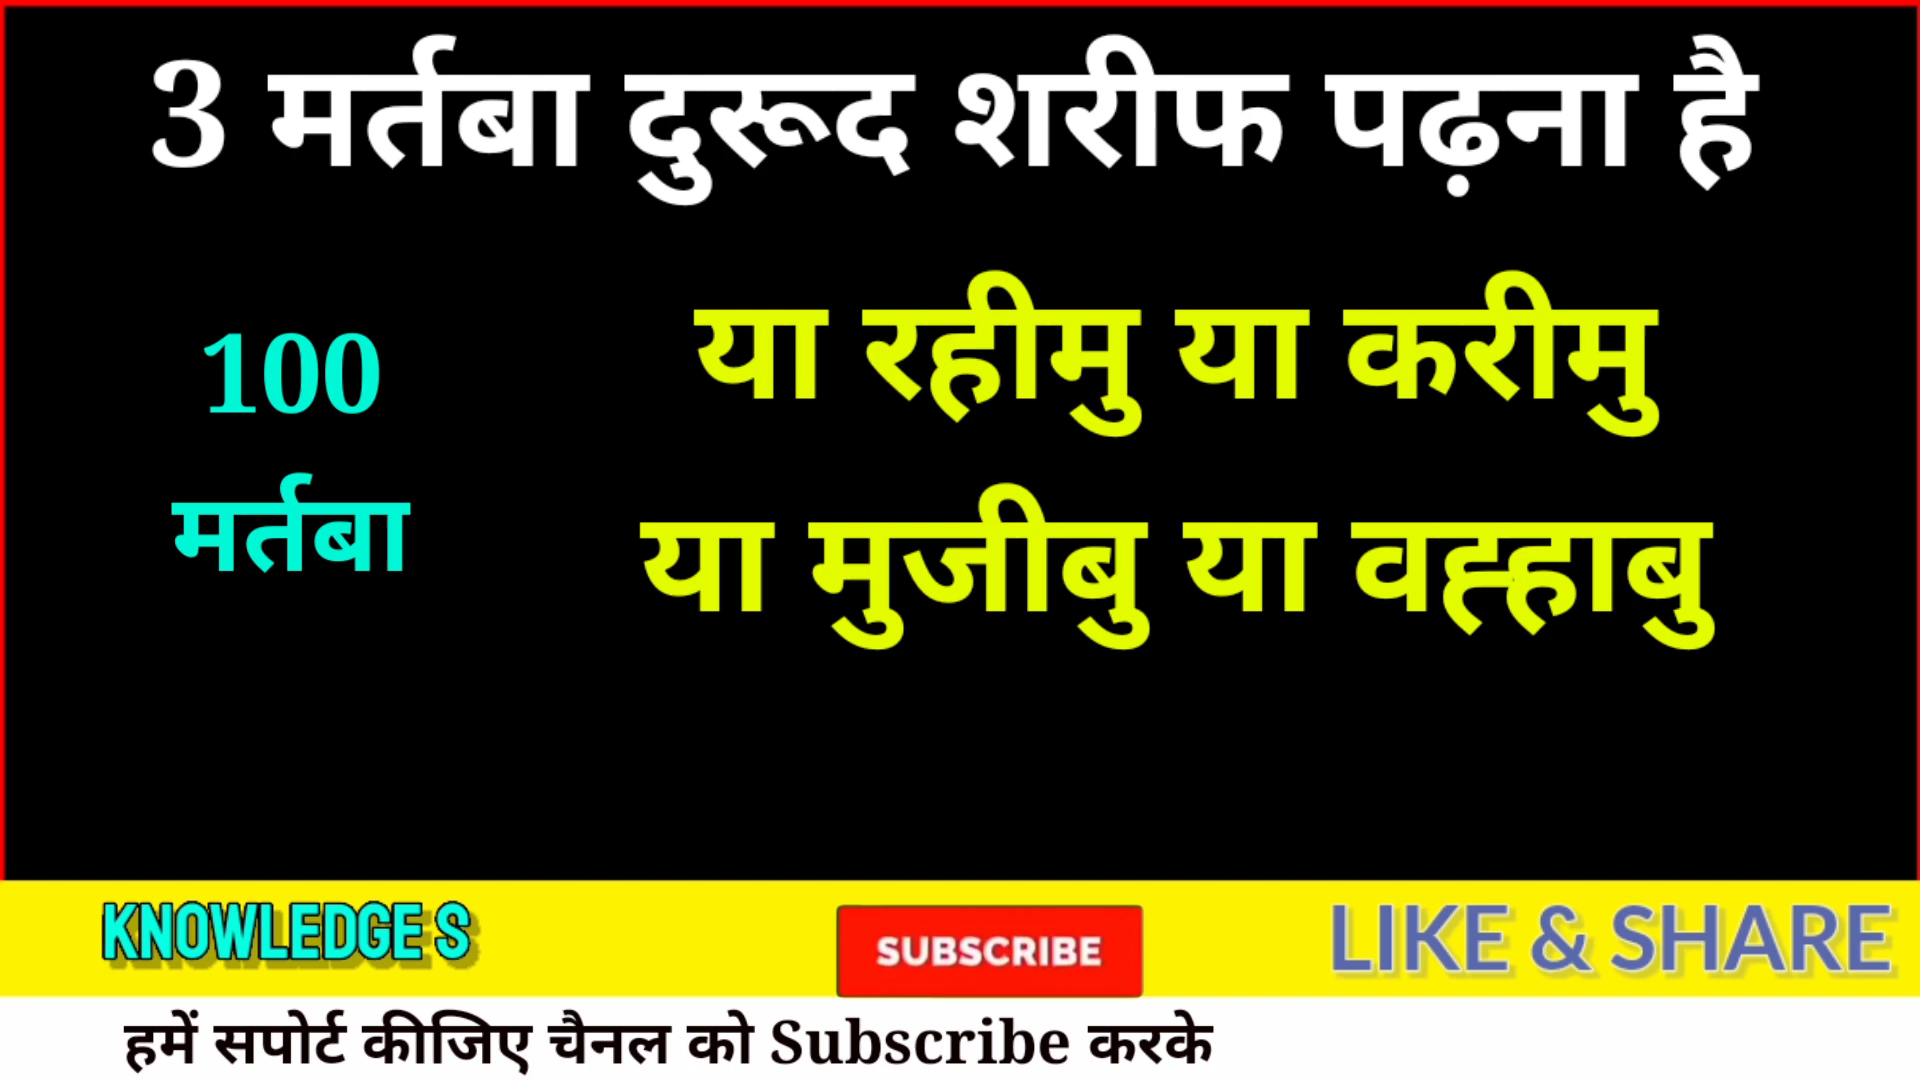 3 मर्तबा दुरूद शरीफ पढ़ना है
100
मर्तबा
या रहीमु या करीमु
या मुजीबु या वह्हाबु
KNOWLEDGE S
SUBSCRIBE
LIKE & SHARE
हमें सपोर्ट कीजिए चैनल को Subscribe करके